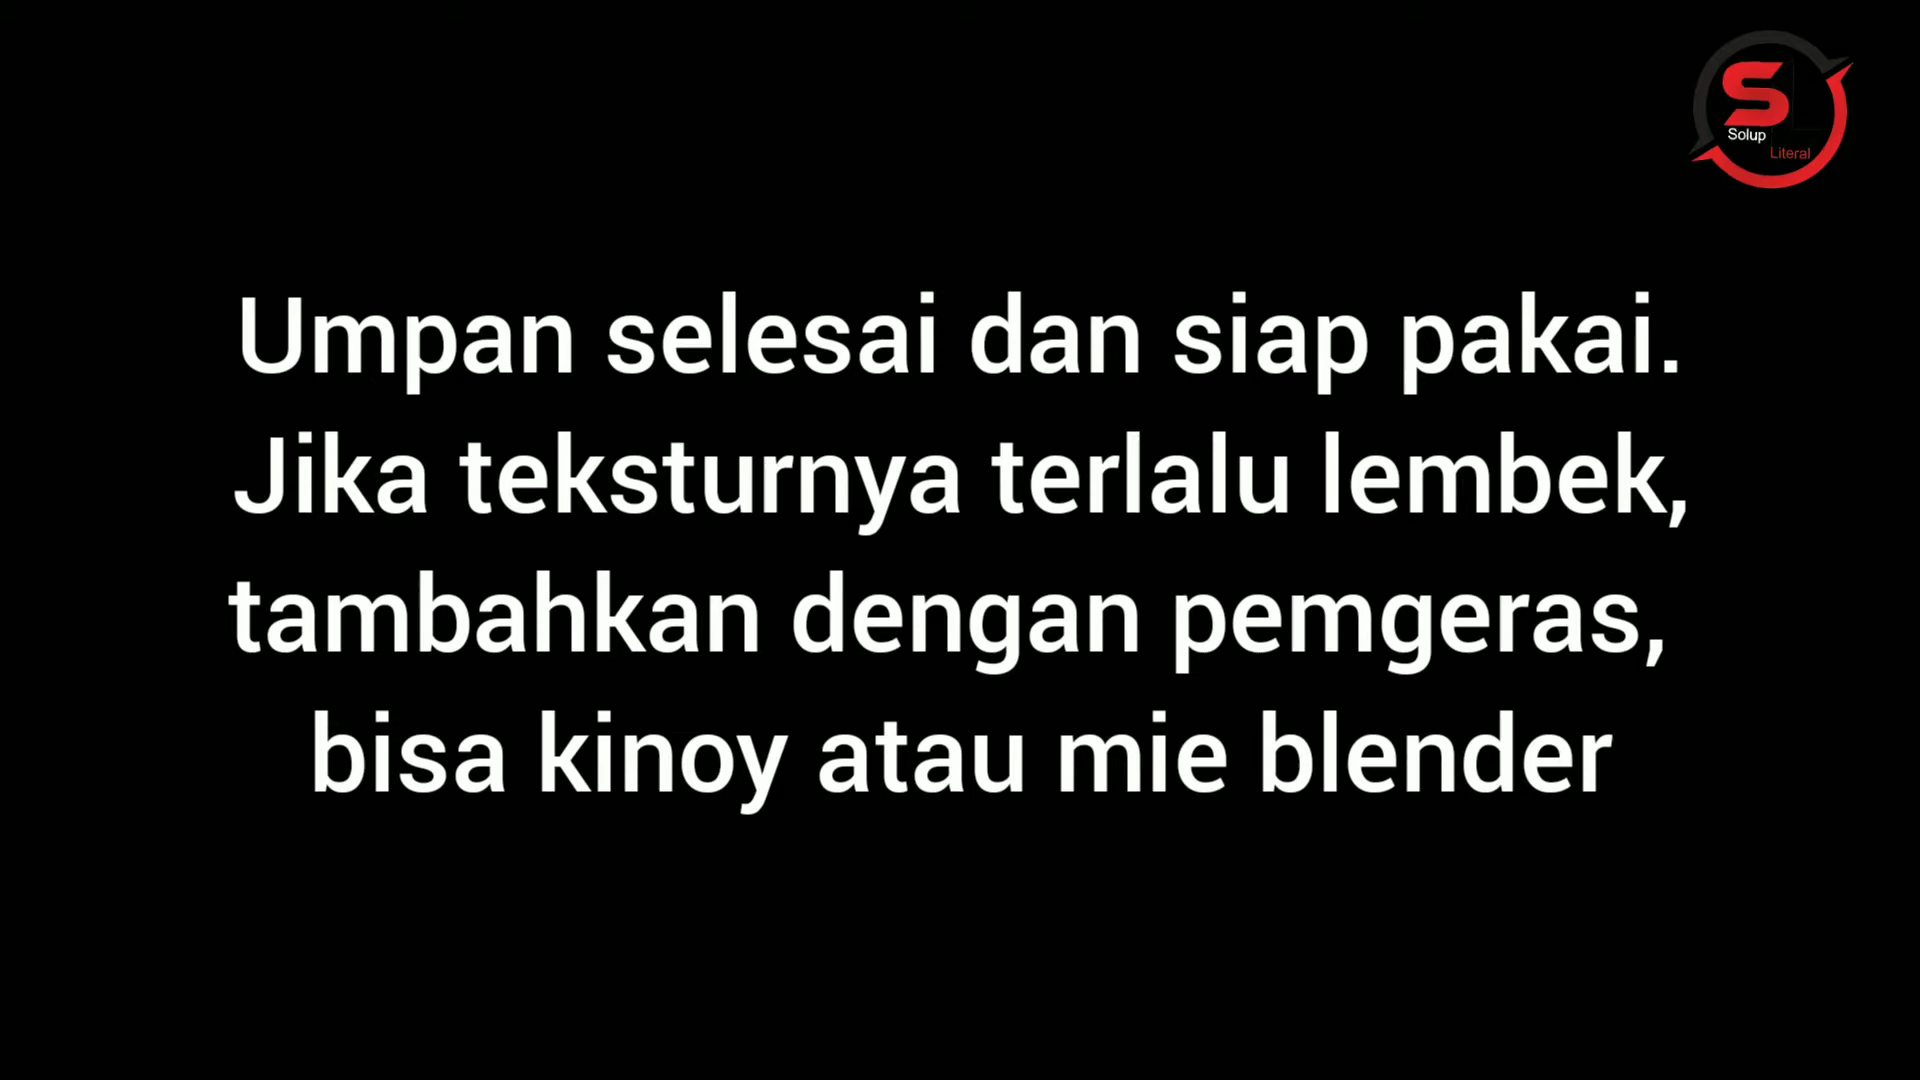 S
Solup
Literal
Umpan selesai dan siap pakai.
Jika teksturnya terlalu lembek,
tambahkan dengan pemgeras,
bisa kinoy atau mie blender